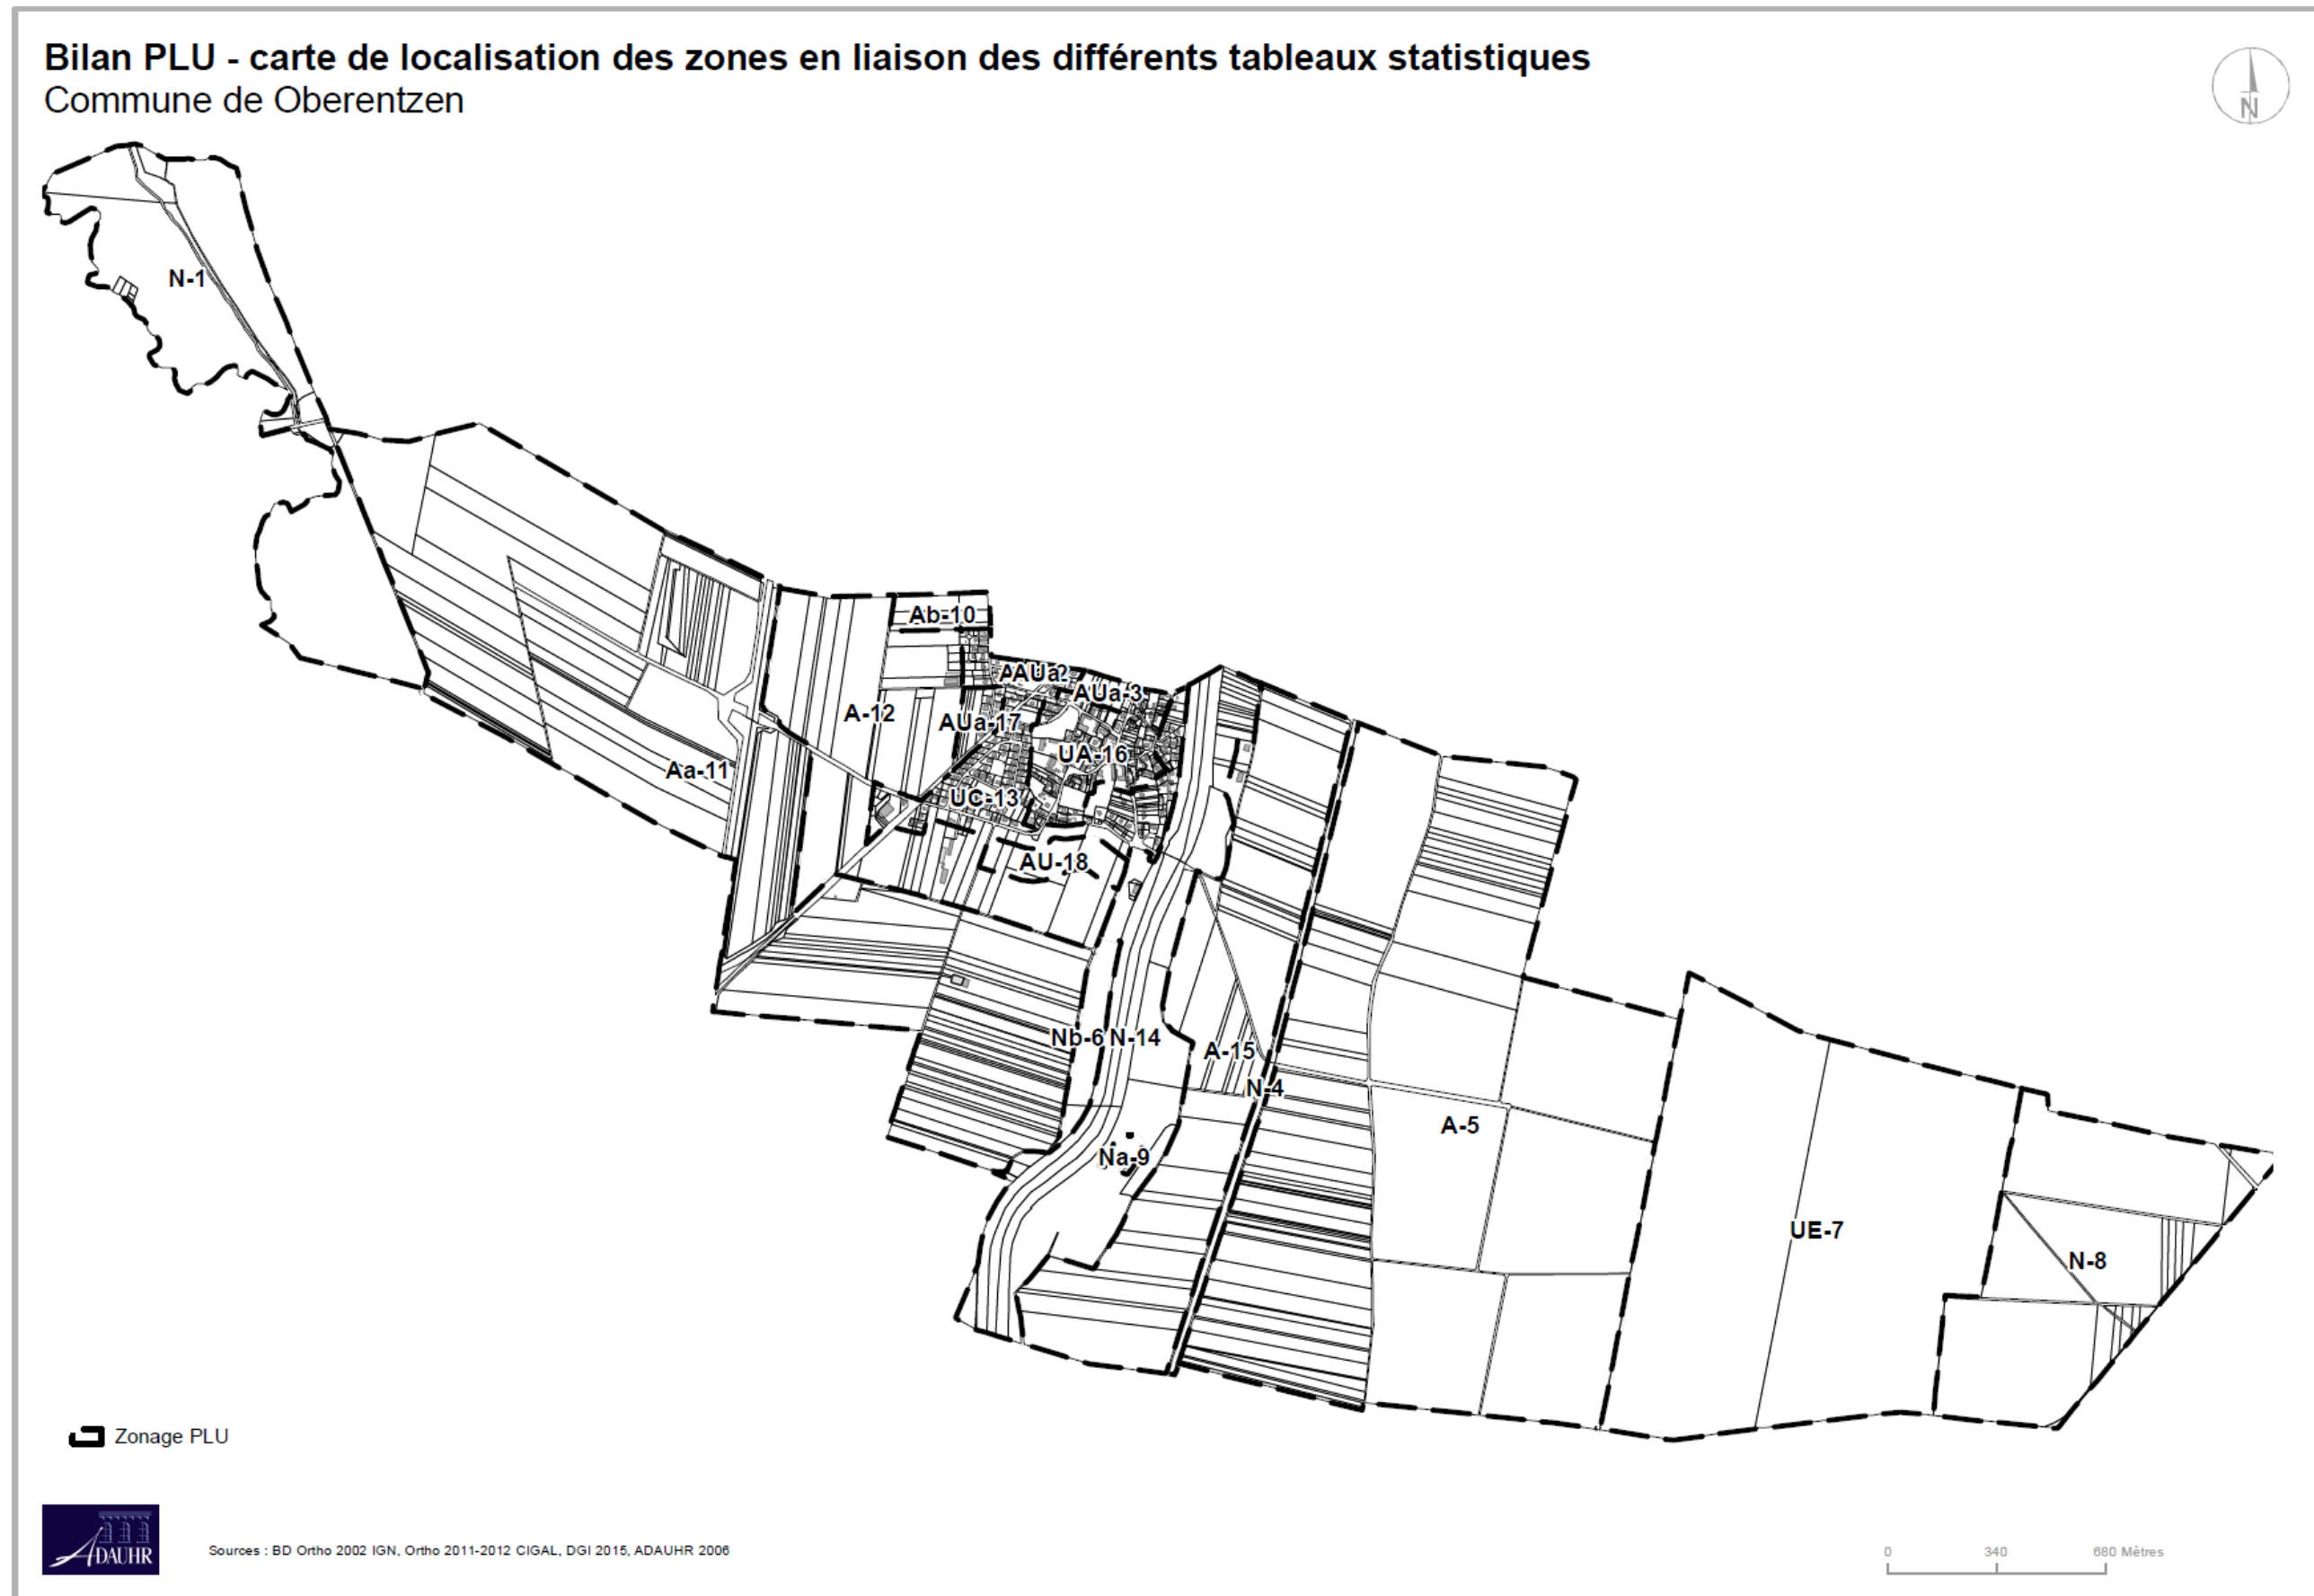 Bilan PLU - carte de localisation des zones en liaison des différents tableaux statistiques
Commune de Oberentzen
N
N-1
Ab-10
AUa-3
A-12
AUa-17
UA-16
Aa-11
UC-13
AU-18
Nb-6
N-14
A-15
N-4
A-5
Na-9
UE-7
N-8
Zonage PLU
ADAUHR
Sources : BD Ortho 2002 IGN, Ortho 2011-2012 CIGAL, DGI 2015, ADAUHR 2006
0 340 680 Mètres